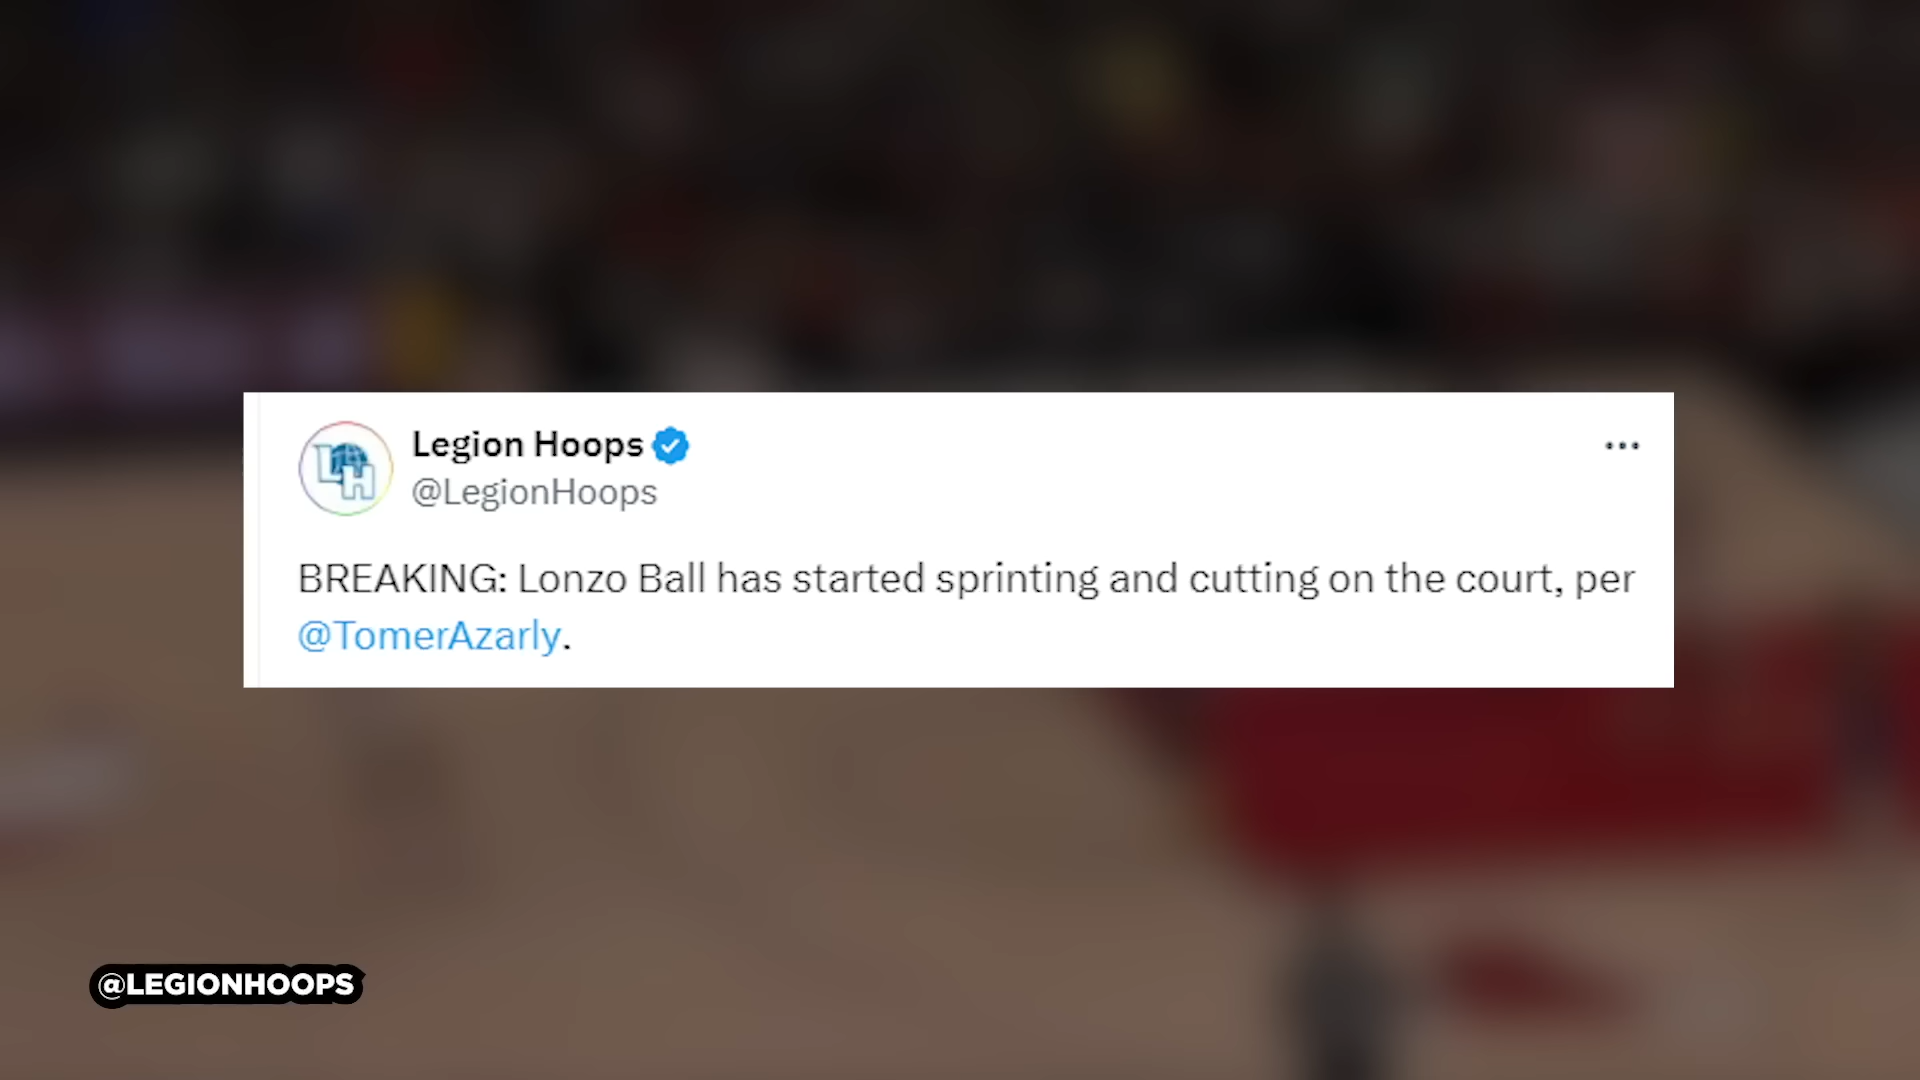 Legion Hoops
@LegionHoops
BREAKING: Lonzo Ball has started sprinting and cutting on the court, per
@TomerAzarly.
@LEGIONHOOPS